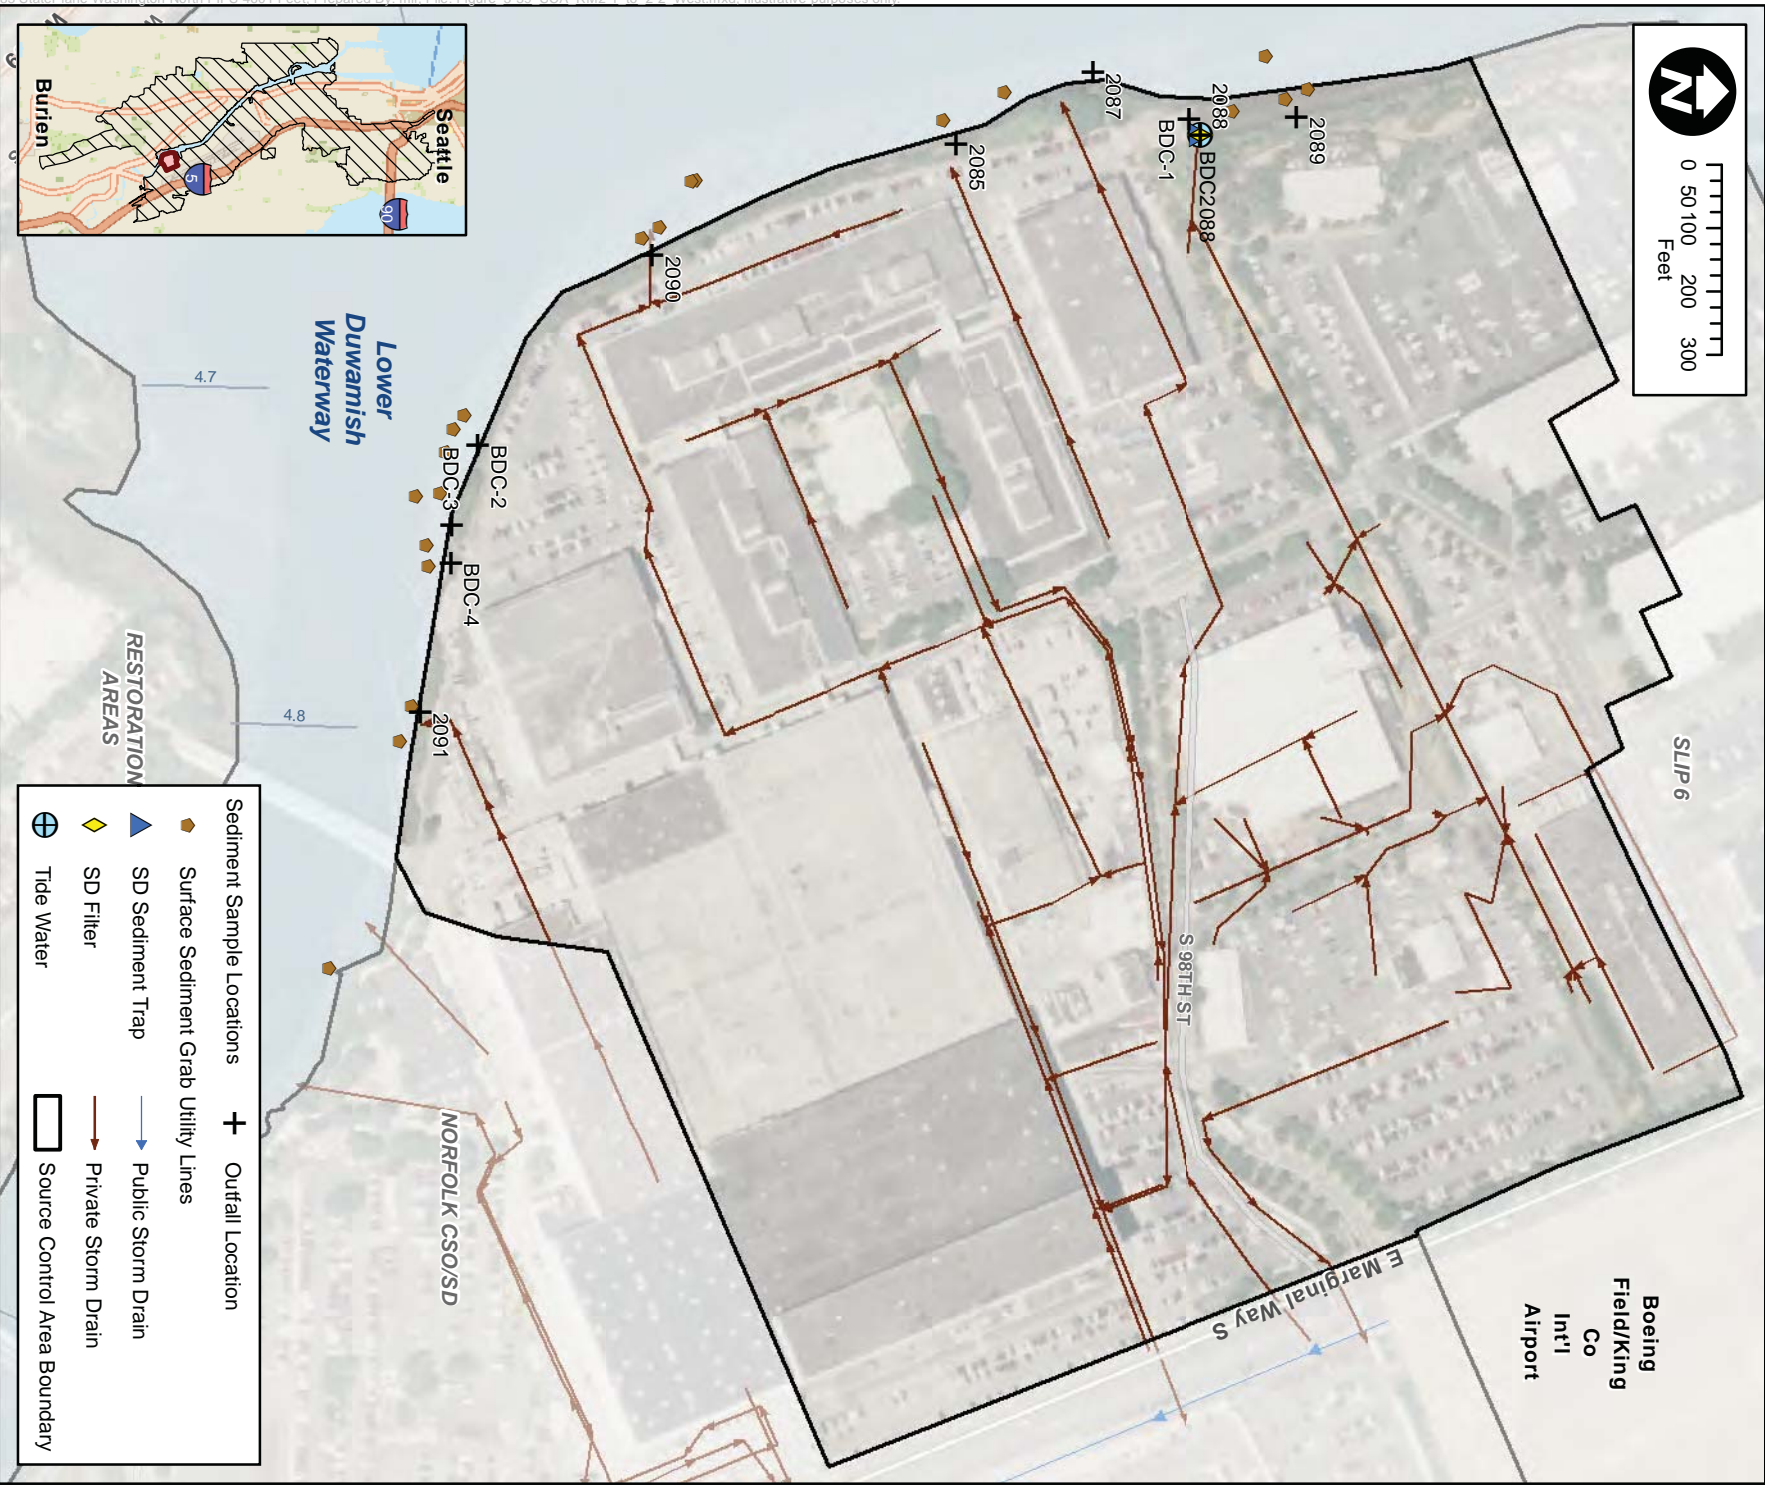 N
0 50 100 200 300
Feet
Seattle
Burien
5
90
2089
2088
2087
BDC-1
BDC2088
2085
2090
BDC-2
BDC-3
BDC-4
2091
Lower
Duwamish
Waterway
4.7
4.8
RESTORATION
AREAS
SLIP 6
S 98TH ST
E Marginal Way S
NORFOLK CSO/SD
Boeing
Field/King
Co
Int'l
Airport
Sediment Sample Locations
Surface Sediment Grab
SD Sediment Trap
SD Filter
Tide Water
Outfall Location
Utility Lines
Public Storm Drain
Private Storm Drain
Source Control Area Boundary